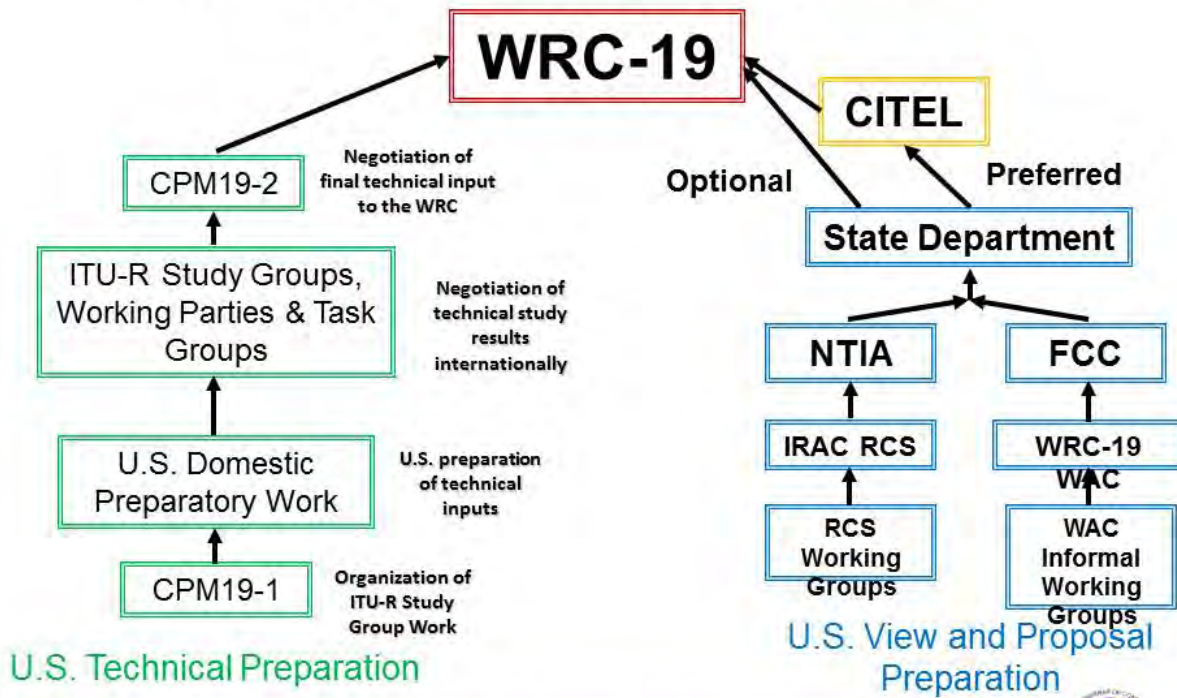 WRC-19
CITEL
CPM19-2
Negotiation of
final technical input
to the WRC
Optional
Preferred
State Department
ITU-R Study Groups,
Working Parties & Task
Groups
Negotiation of
technical study
results
internationally
NTIA
FCC
IRAC RCS
WRC-19
WAC
U.S. Domestic
Preparatory Work
U.S. preparation
of technical
inputs
RCS
Working
Groups
WAC
Informal
Working
Groups
CPM19-1
Organization of
ITU-R Study
Group Work
U.S. Technical Preparation
U.S. View and Proposal
Preparation